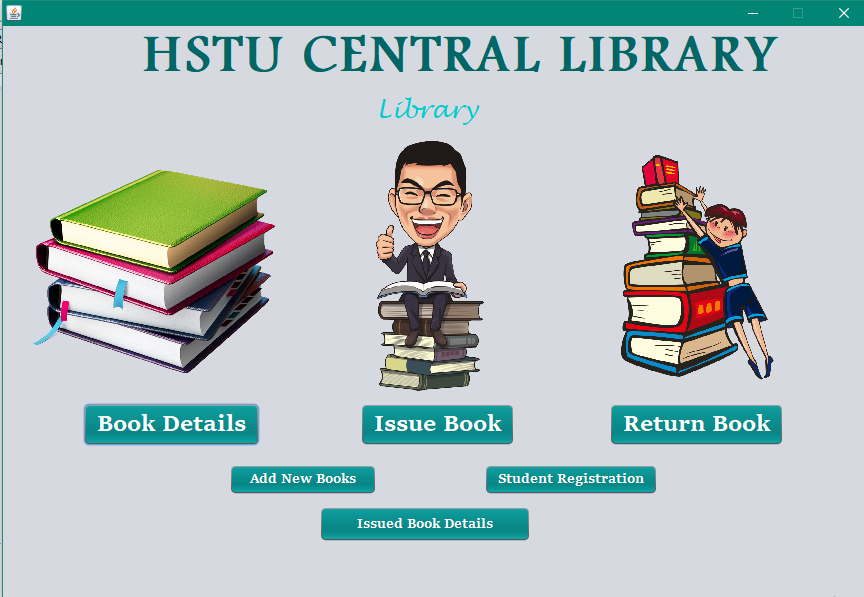 HSTU CENTRAL LIBRARY
Library
Book Details
Issue Book
Return Book
Add New Books
Student Registration
Issued Book Details